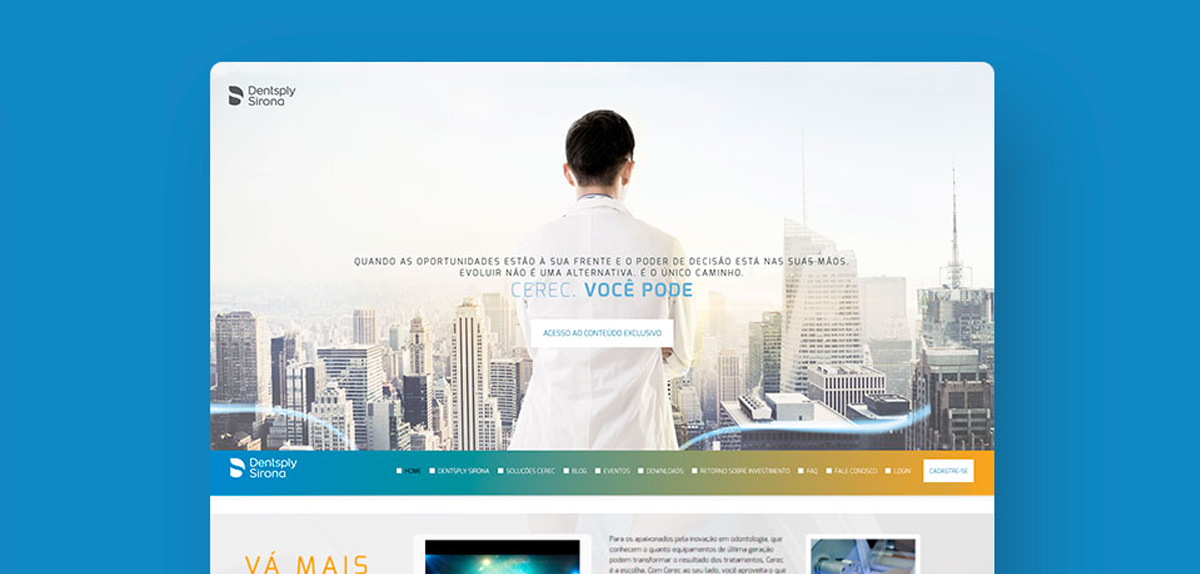 Dentsply
Sirona
QUANDO AS OPORTUNIDADES ESTÃO À SUA FRENTE E O PODER DE DECISÃO ESTÁ NAS SUAS MÃOS,
EVOLUIR NÃO É UMA ALTERNATIVA. É O ÚNICO CAMINHO.
CEREC. VOCÊ PODE
ACESSO AO CONTEÚDO EXCLUSIVO
Dentsply
Sirona
HOME DENTSPLY SIRONA SOLUÇÕES CEREC BLOG EVENTOS DOWNLOADS RETORNO SOBRE INVESTIMENTO FAQ FALE CONOSCO LOGIN CADASTRE-SE
VÁ MAIS
Para os apaixonados pela inovação em odontologia, que
conhecem o quanto equipamentos de última geração
podem transformar o resultado dos tratamentos, Cerec
é a escolha. Com Cerec ao seu lado, você aproveita o que